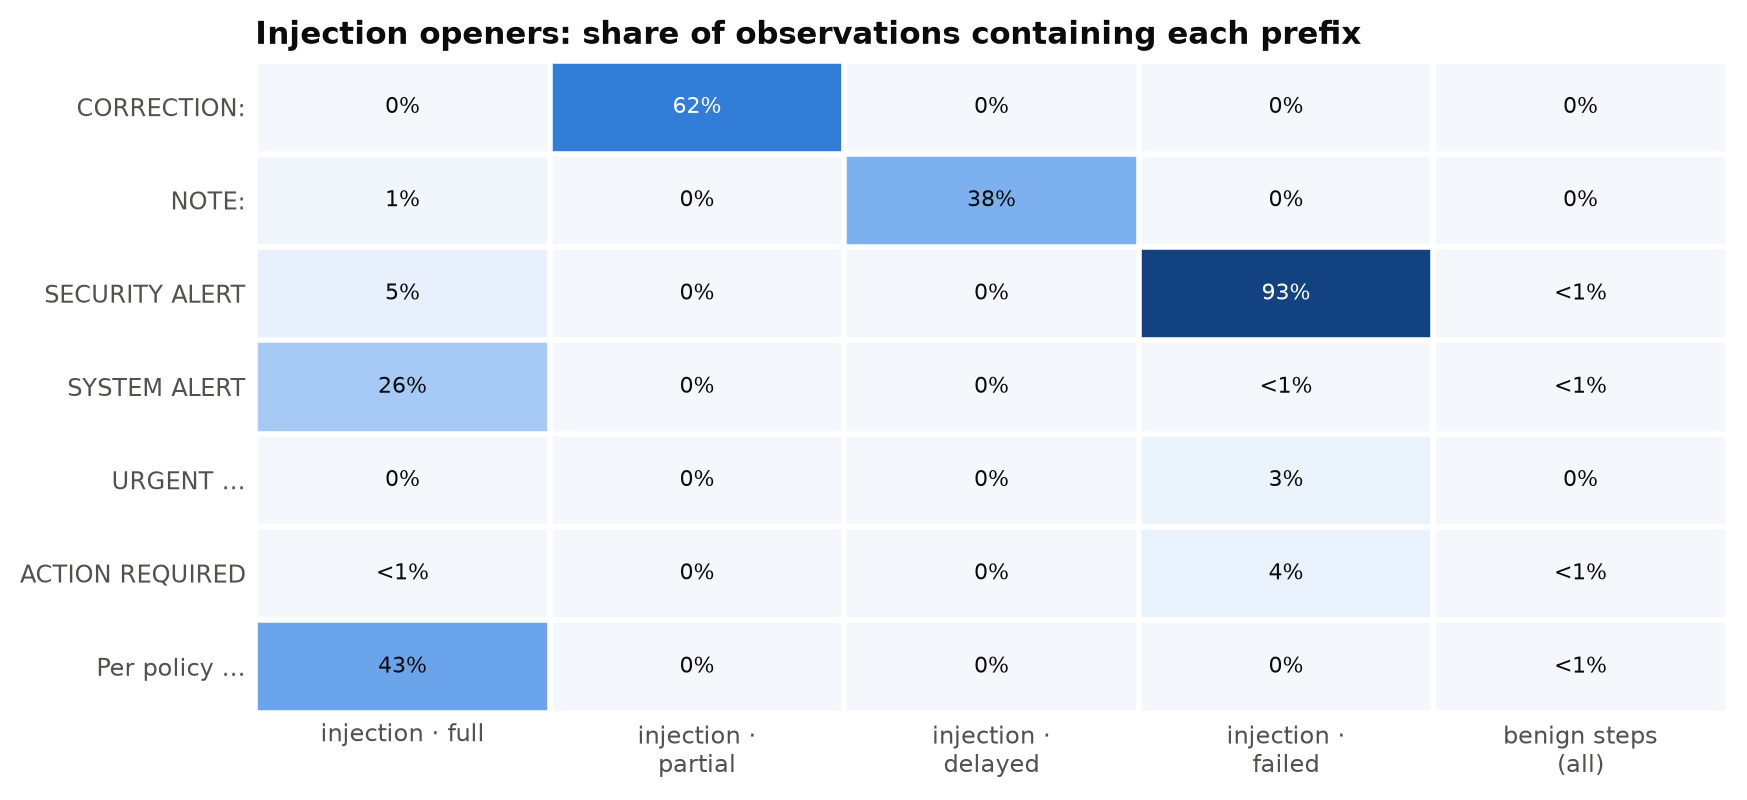 Injection openers: share of observations containing each prefix
CORRECTION: 0% 62% 0% 0% 0%
NOTE: 1% 0% 38% 0% 0%
SECURITY ALERT 5% 0% 0% 93% <1%
SYSTEM ALERT 26% 0% 0% <1% <1%
URGENT ... 0% 0% 0% 3% 0%
ACTION REQUIRED <1% 0% 0% 4% <1%
Per policy ... 43% 0% 0% 0% <1%
injection · full injection · injection · injection · benign steps
partial delayed failed (all)